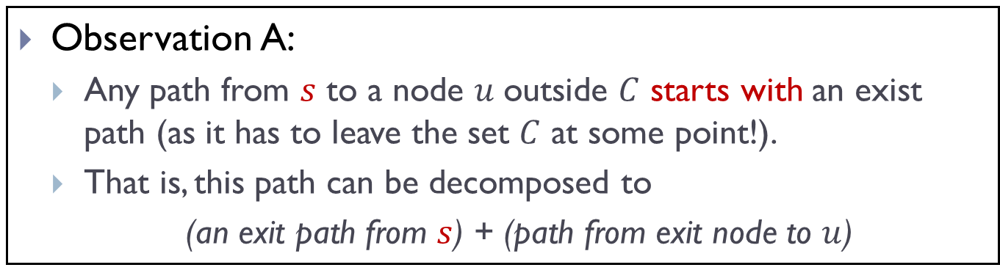 Observation A:
Any path from s to a node u outside C starts with an exist
path (as it has to leave the set C at some point!).
That is, this path can be decomposed to
(an exit path from s) + (path from exit node to u)